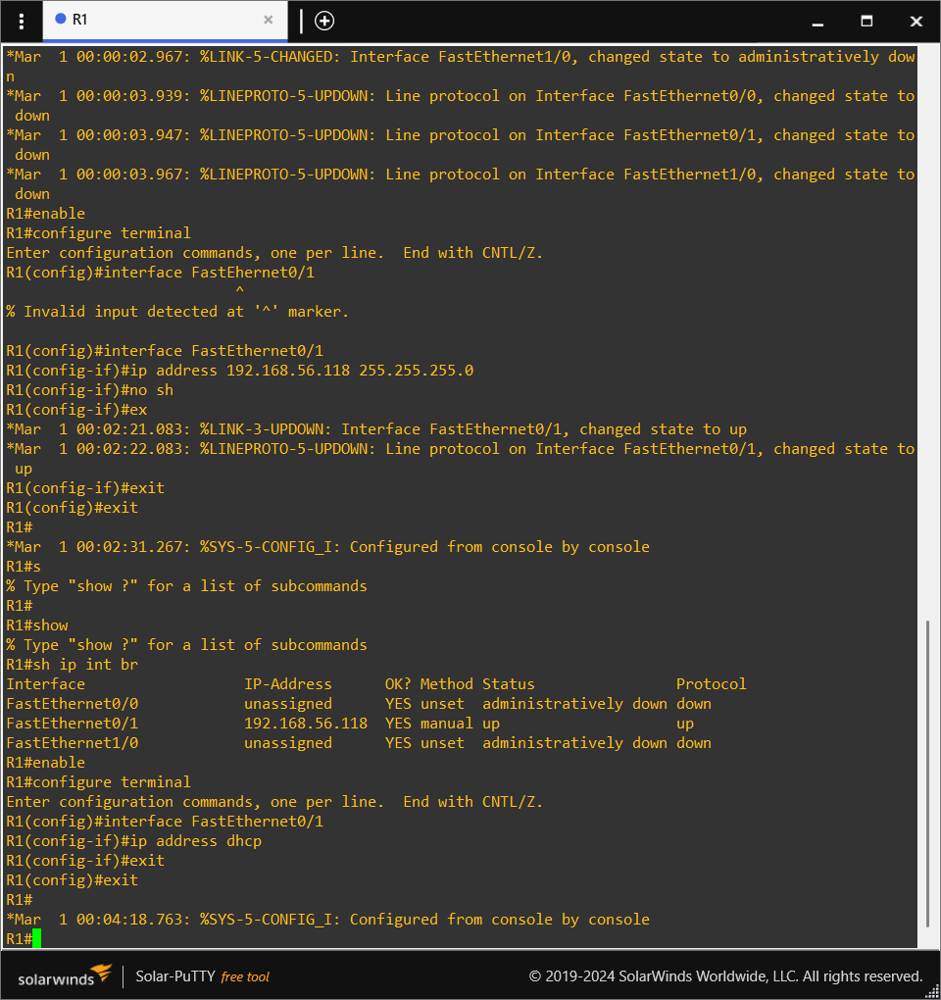 R1
*Mar  1 00:00:02.967: %LINK-5-CHANGED: Interface FastEthernet1/0, changed state to administratively dow
n
*Mar  1 00:00:03.939: %LINEPROTO-5-UPDOWN: Line protocol on Interface FastEthernet0/0, changed state to
 down
*Mar  1 00:00:03.947: %LINEPROTO-5-UPDOWN: Line protocol on Interface FastEthernet0/1, changed state to
 down
*Mar  1 00:00:03.967: %LINEPROTO-5-UPDOWN: Line protocol on Interface FastEthernet1/0, changed state to
 down
R1#enable
R1#configure terminal
Enter configuration commands, one per line.  End with CNTL/Z.
R1(config)#interface FastEhernet0/1
                          ^
% Invalid input detected at '^' marker.

R1(config)#interface FastEthernet0/1
R1(config-if)#ip address 192.168.56.118 255.255.255.0
R1(config-if)#no sh
R1(config-if)#ex
*Mar  1 00:02:21.083: %LINK-3-UPDOWN: Interface FastEthernet0/1, changed state to up
*Mar  1 00:02:22.083: %LINEPROTO-5-UPDOWN: Line protocol on Interface FastEthernet0/1, changed state to
 up
R1(config-if)#exit
R1(config)#exit
R1#
*Mar  1 00:02:31.267: %SYS-5-CONFIG_I: Configured from console by console
R1#s
% Type "show ?" for a list of subcommands
R1#
R1#show
% Type "show ?" for a list of subcommands
R1#sh ip int br
Interface                  IP-Address      OK? Method Status                Protocol
FastEthernet0/0            unassigned      YES unset  administratively down down
FastEthernet0/1            192.168.56.118  YES manual up                    up
FastEthernet1/0            unassigned      YES unset  administratively down down
R1#enable
R1#configure terminal
Enter configuration commands, one per line.  End with CNTL/Z.
R1(config)#interface FastEthernet0/1
R1(config-if)#ip address dhcp
R1(config-if)#exit
R1(config)#exit
R1#
*Mar  1 00:04:18.763: %SYS-5-CONFIG_I: Configured from console by console
R1#
solarwinds | Solar-PuTTY free tool © 2019-2024 SolarWinds Worldwide, LLC. All rights reserved.